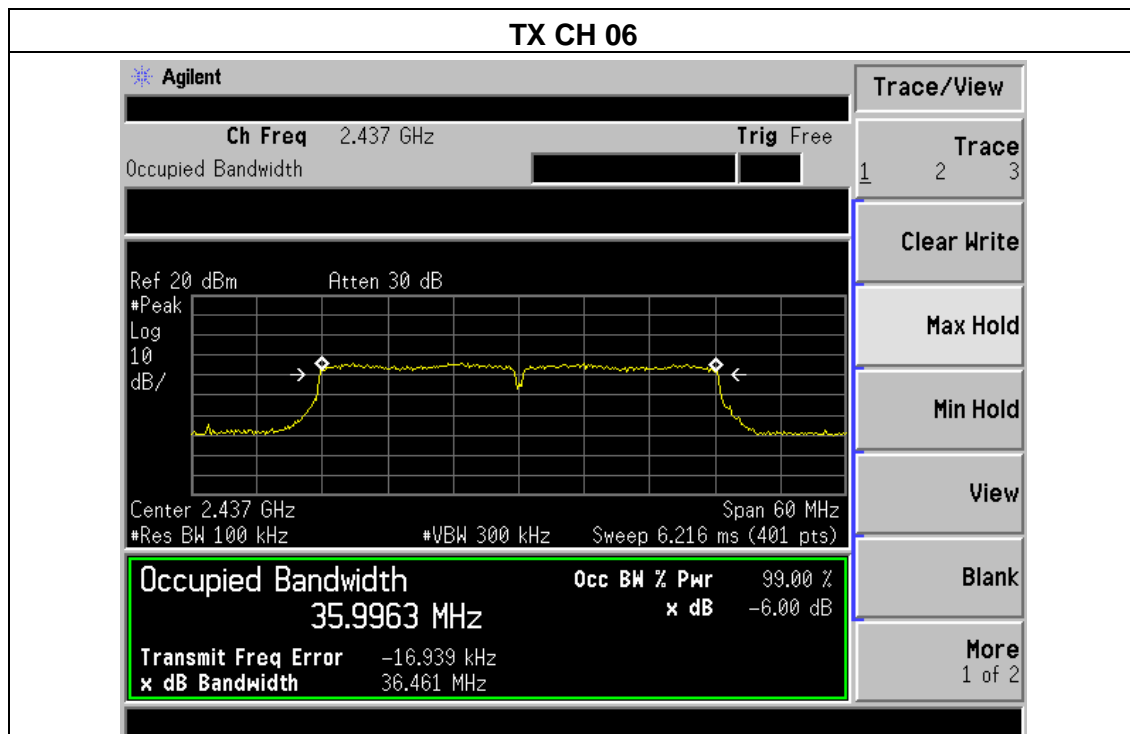 TX CH 06
Agilent
Trace/View
Ch Freq 2.437 GHz Trig Free
Occupied Bandwidth
Trace
1 2 3
Clear Write
Ref 20 dBm Atten 30 dB
#Peak
Log
10
dB/
Max Hold
Min Hold
View
Center 2.437 GHz Span 60 MHz
#Res BW 100 kHz #VBW 300 kHz Sweep 6.216 ms (401 pts)
Occupied Bandwidth Occ BW % Pwr 99.00 %
35.9963 MHz x dB -6.00 dB
Blank
Transmit Freq Error -16.939 kHz
x dB Bandwidth 36.461 MHz
More
1 of 2